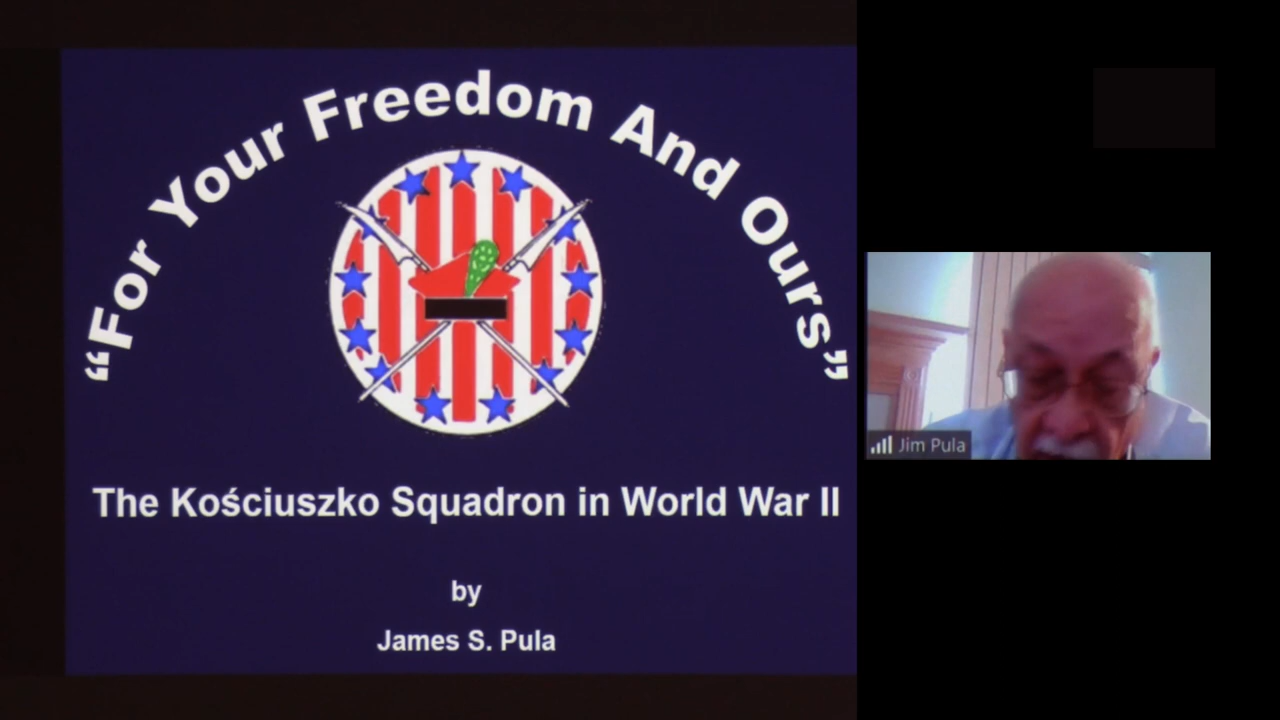 “For Your Freedom And Ours”
The Kościuszko Squadron in World War II
by
James S. Pula
Jim Pula